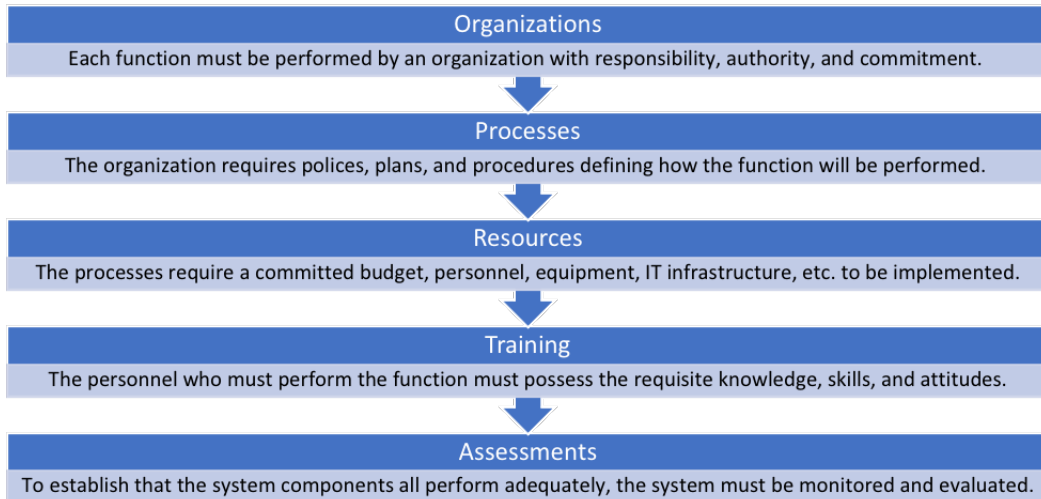 Organizations
Each function must be performed by an organization with responsibility, authority, and commitment.
Processes
The organization requires polices, plans, and procedures defining how the function will be performed.
Resources
The processes require a committed budget, personnel, equipment, IT infrastructure, etc. to be implemented.
Training
The personnel who must perform the function must possess the requisite knowledge, skills, and attitudes.
Assessments
To establish that the system components all perform adequately, the system must be monitored and evaluated.